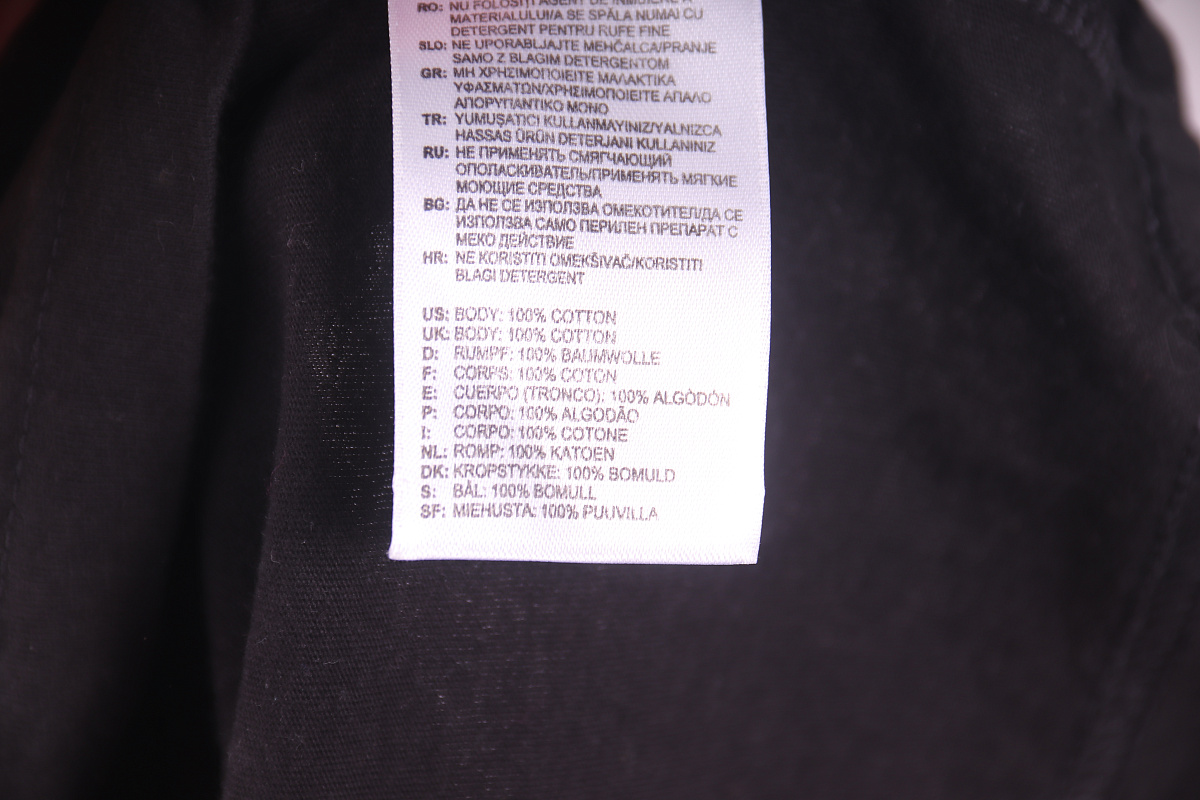 RO: NU FOLOSIȚI AGENT DE ÎNMUIERE A
MATERIALULUI/A SE SPĂLA NUMAI CU
DETERGENT PENTRU RUFE FINE
SLO: NE UPORABLJAJTE MEHČALCA/PRANJE
SAMO Z BLAGIM DETERGENTOM
GR: ΜΗ ΧΡΗΣΙΜΟΠΟΙΕΙΤΕ ΜΑΛΑΚΤΙΚΑ
ΥΦΑΣΜΑΤΩΝ/ΧΡΗΣΙΜΟΠΟΙΕΙΤΕ ΑΠΑΛΟ
ΑΠΟΡΥΠΑΝΤΙΚΟ ΜΟΝΟ
TR: YUMUŞATICI KULLANMAYINIZ/YALNIZCA
HASSAS ÜRÜN DETERJANI KULLANINIZ
RU: НЕ ПРИМЕНЯТЬ СМЯГЧАЮЩИЙ
ОПОЛАСКИВАТЕЛЬ/ПРИМЕНЯТЬ МЯГКИЕ
МОЮЩИЕ СРЕДСТВА
BG: ДА НЕ СЕ ИЗПОЛЗВА ОМЕКОТИТЕЛ/ДА СЕ
ИЗПОЛЗВА САМО ПЕРИЛЕН ПРЕПАРАТ С
МЕКО ДЕЙСТВИЕ
HR: NE KORISTITI OMEKŠIVAČ/KORISTITI
BLAGI DETERGENT
US: BODY: 100% COTTON
UK: BODY: 100% COTTON
D: RUMPF: 100% BAUMWOLLE
F: CORPS: 100% COTON
E: CUERPO (TRONCO): 100% ALGÒDÓN
P: CORPO: 100% ALGODÃO
I: CORPO: 100% COTONE
NL: ROMP: 100% KATOEN
DK: KROPSTYKKE: 100% BOMULD
S: BÅL: 100% BOMULL
SF: MIEHUSTA: 100% PUUVILLA